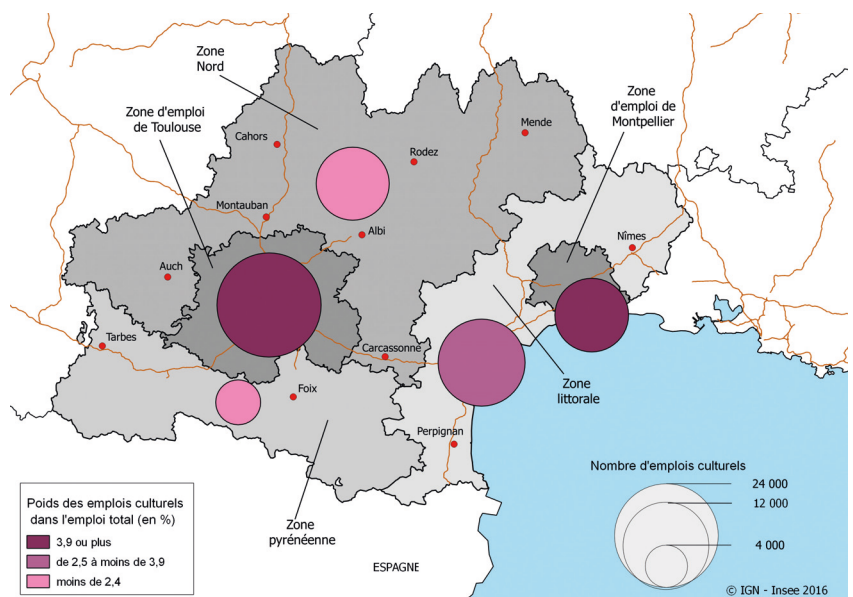 Zone
Nord
Zone d'emploi
de Toulouse
Zone
d'emploi de
Montpellier
Cahors
Rodez
Mende
Montauban
Albi
Nîmes
Auch
Tarbes
Carcassonne
Foix
Zone
littorale
Perpignan
Zone
pyrénéenne
ESPAGNE
Poids des emplois culturels
dans l'emploi total (en %)
3,9 ou plus
de 2,5 à moins de 3,9
moins de 2,4
Nombre d'emplois culturels
24 000
12 000
4 000
© IGN - Insee 2016